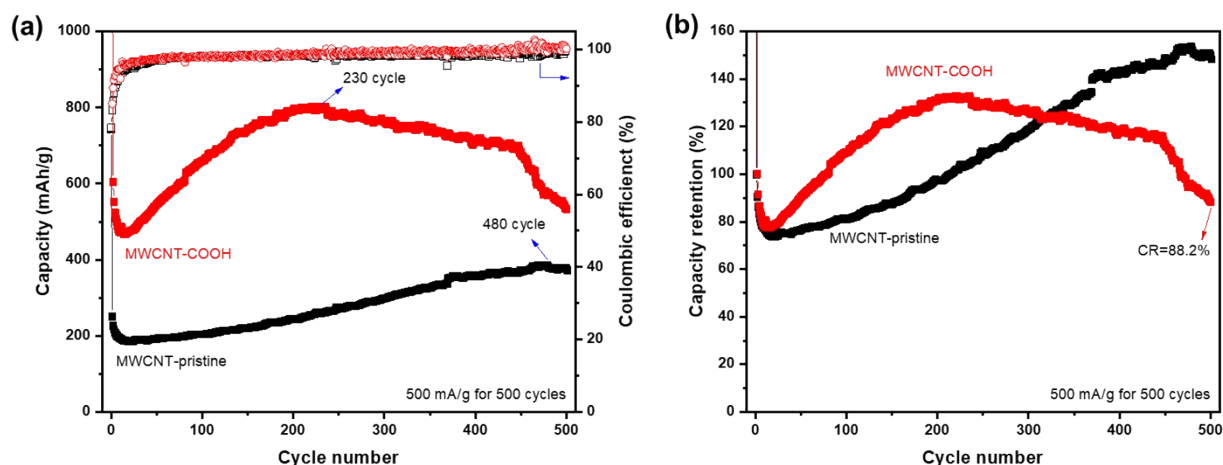 (a)
1000
800
600
400
200
0
Capacity (mAh/g)
230 cycle
MWCNT-COOH
480 cycle
MWCNT-pristine
500 mA/g for 500 cycles
100
80
60
40
20
0
Coulombic efficienct (%)
0 100 200 300 400 500
Cycle number
(b)
160
140
120
100
80
60
40
20
0
Capacity retention (%)
MWCNT-COOH
MWCNT-pristine
CR=88.2%
500 mA/g for 500 cycles
0 100 200 300 400 500
Cycle number